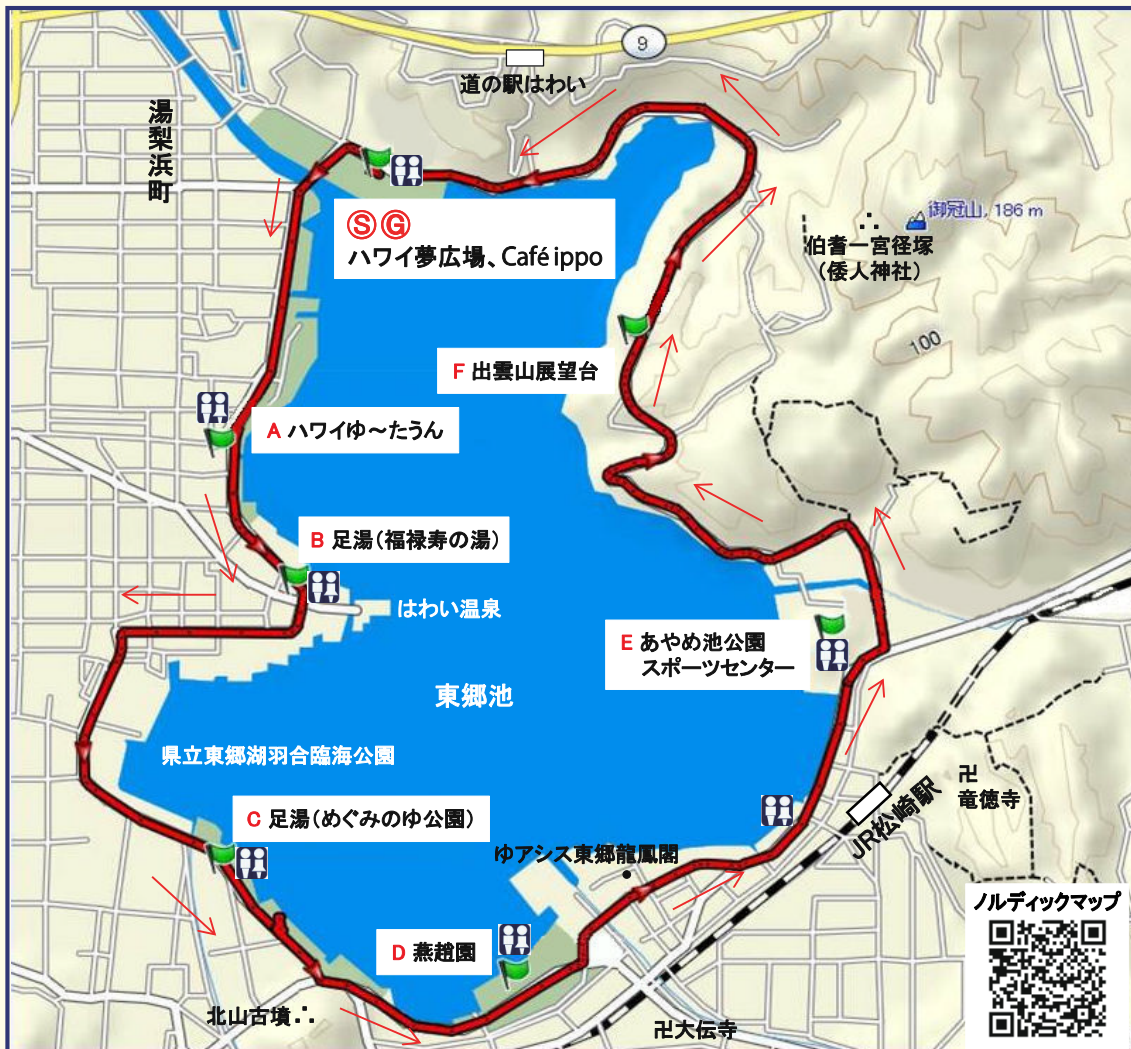 9
道の駅はわい
湯梨浜町
ⓈⒼ
ハワイ夢広場、Café ippo
御冠山, 186 m
伯耆一宮径塚
(倭人神社)
100
F 出雲山展望台
A ハワイゆ~たうん
B 足湯(福禄寿の湯)
はわい温泉
E あやめ池公園
スポーツセンター
東郷池
県立東郷湖羽合臨海公園
C 足湯(めぐみのゆ公園)
ゆアシス東郷龍鳳閣
JR松崎駅
卍
竜徳寺
D 燕趙園
北山古墳
卍大伝寺
ノルディックマップ